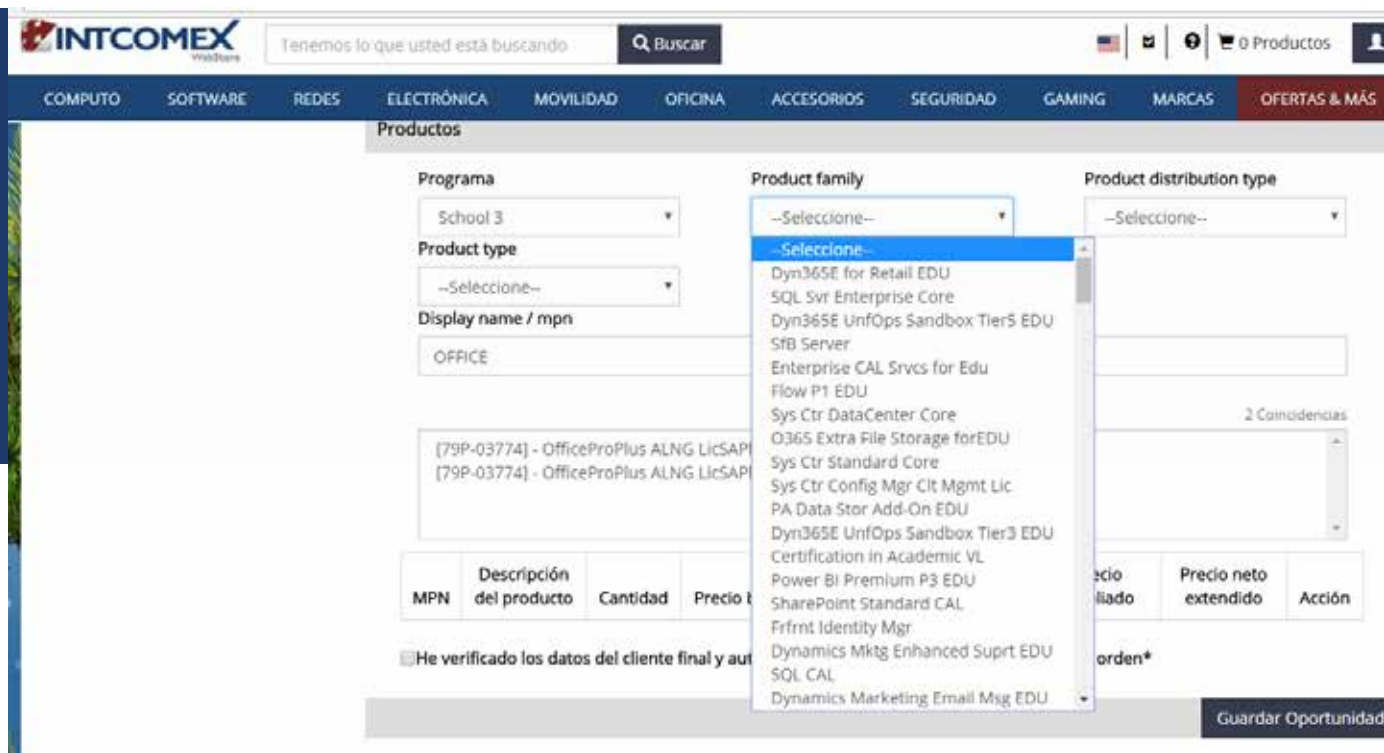 INTCOMEX
WebStore
Tenemos lo que usted está buscando
Buscar
0 Productos
COMPUTO SOFTWARE REDES ELECTRÓNICA MOVILIDAD OFICINA ACCESORIOS SEGURIDAD GAMING MARCAS OFERTAS & MÁS
Productos
Programa Product family Product distribution type
School 3 --Seleccione-- --Seleccione--
Product type
--Seleccione--
Display name / mpn
OFFICE
2 Coincidencias
[79P-03774] - OfficeProPlus ALNG LicSAP
[79P-03774] - OfficeProPlus ALNG LicSAP
--Seleccione--
Dyn365E for Retail EDU
SQL Svr Enterprise Core
Dyn365E UnfOps Sandbox Tier5 EDU
SfB Server
Enterprise CAL Srvcs for Edu
Flow P1 EDU
Sys Ctr DataCenter Core
O365 Extra File Storage forEDU
Sys Ctr Standard Core
Sys Ctr Config Mgr Clt Mgmt Lic
PA Data Stor Add-On EDU
Dyn365E UnfOps Sandbox Tier3 EDU
Certification in Academic VL
Power BI Premium P3 EDU
SharePoint Standard CAL
Frfrnt Identity Mgr
Dynamics Mktg Enhanced Suprt EDU
SQL CAL
Dynamics Marketing Email Msg EDU
MPN Descripción del producto Cantidad Precio b ecio liado Precio neto extendido Acción
He verificado los datos del cliente final y aut orden*
Guardar Oportunidad